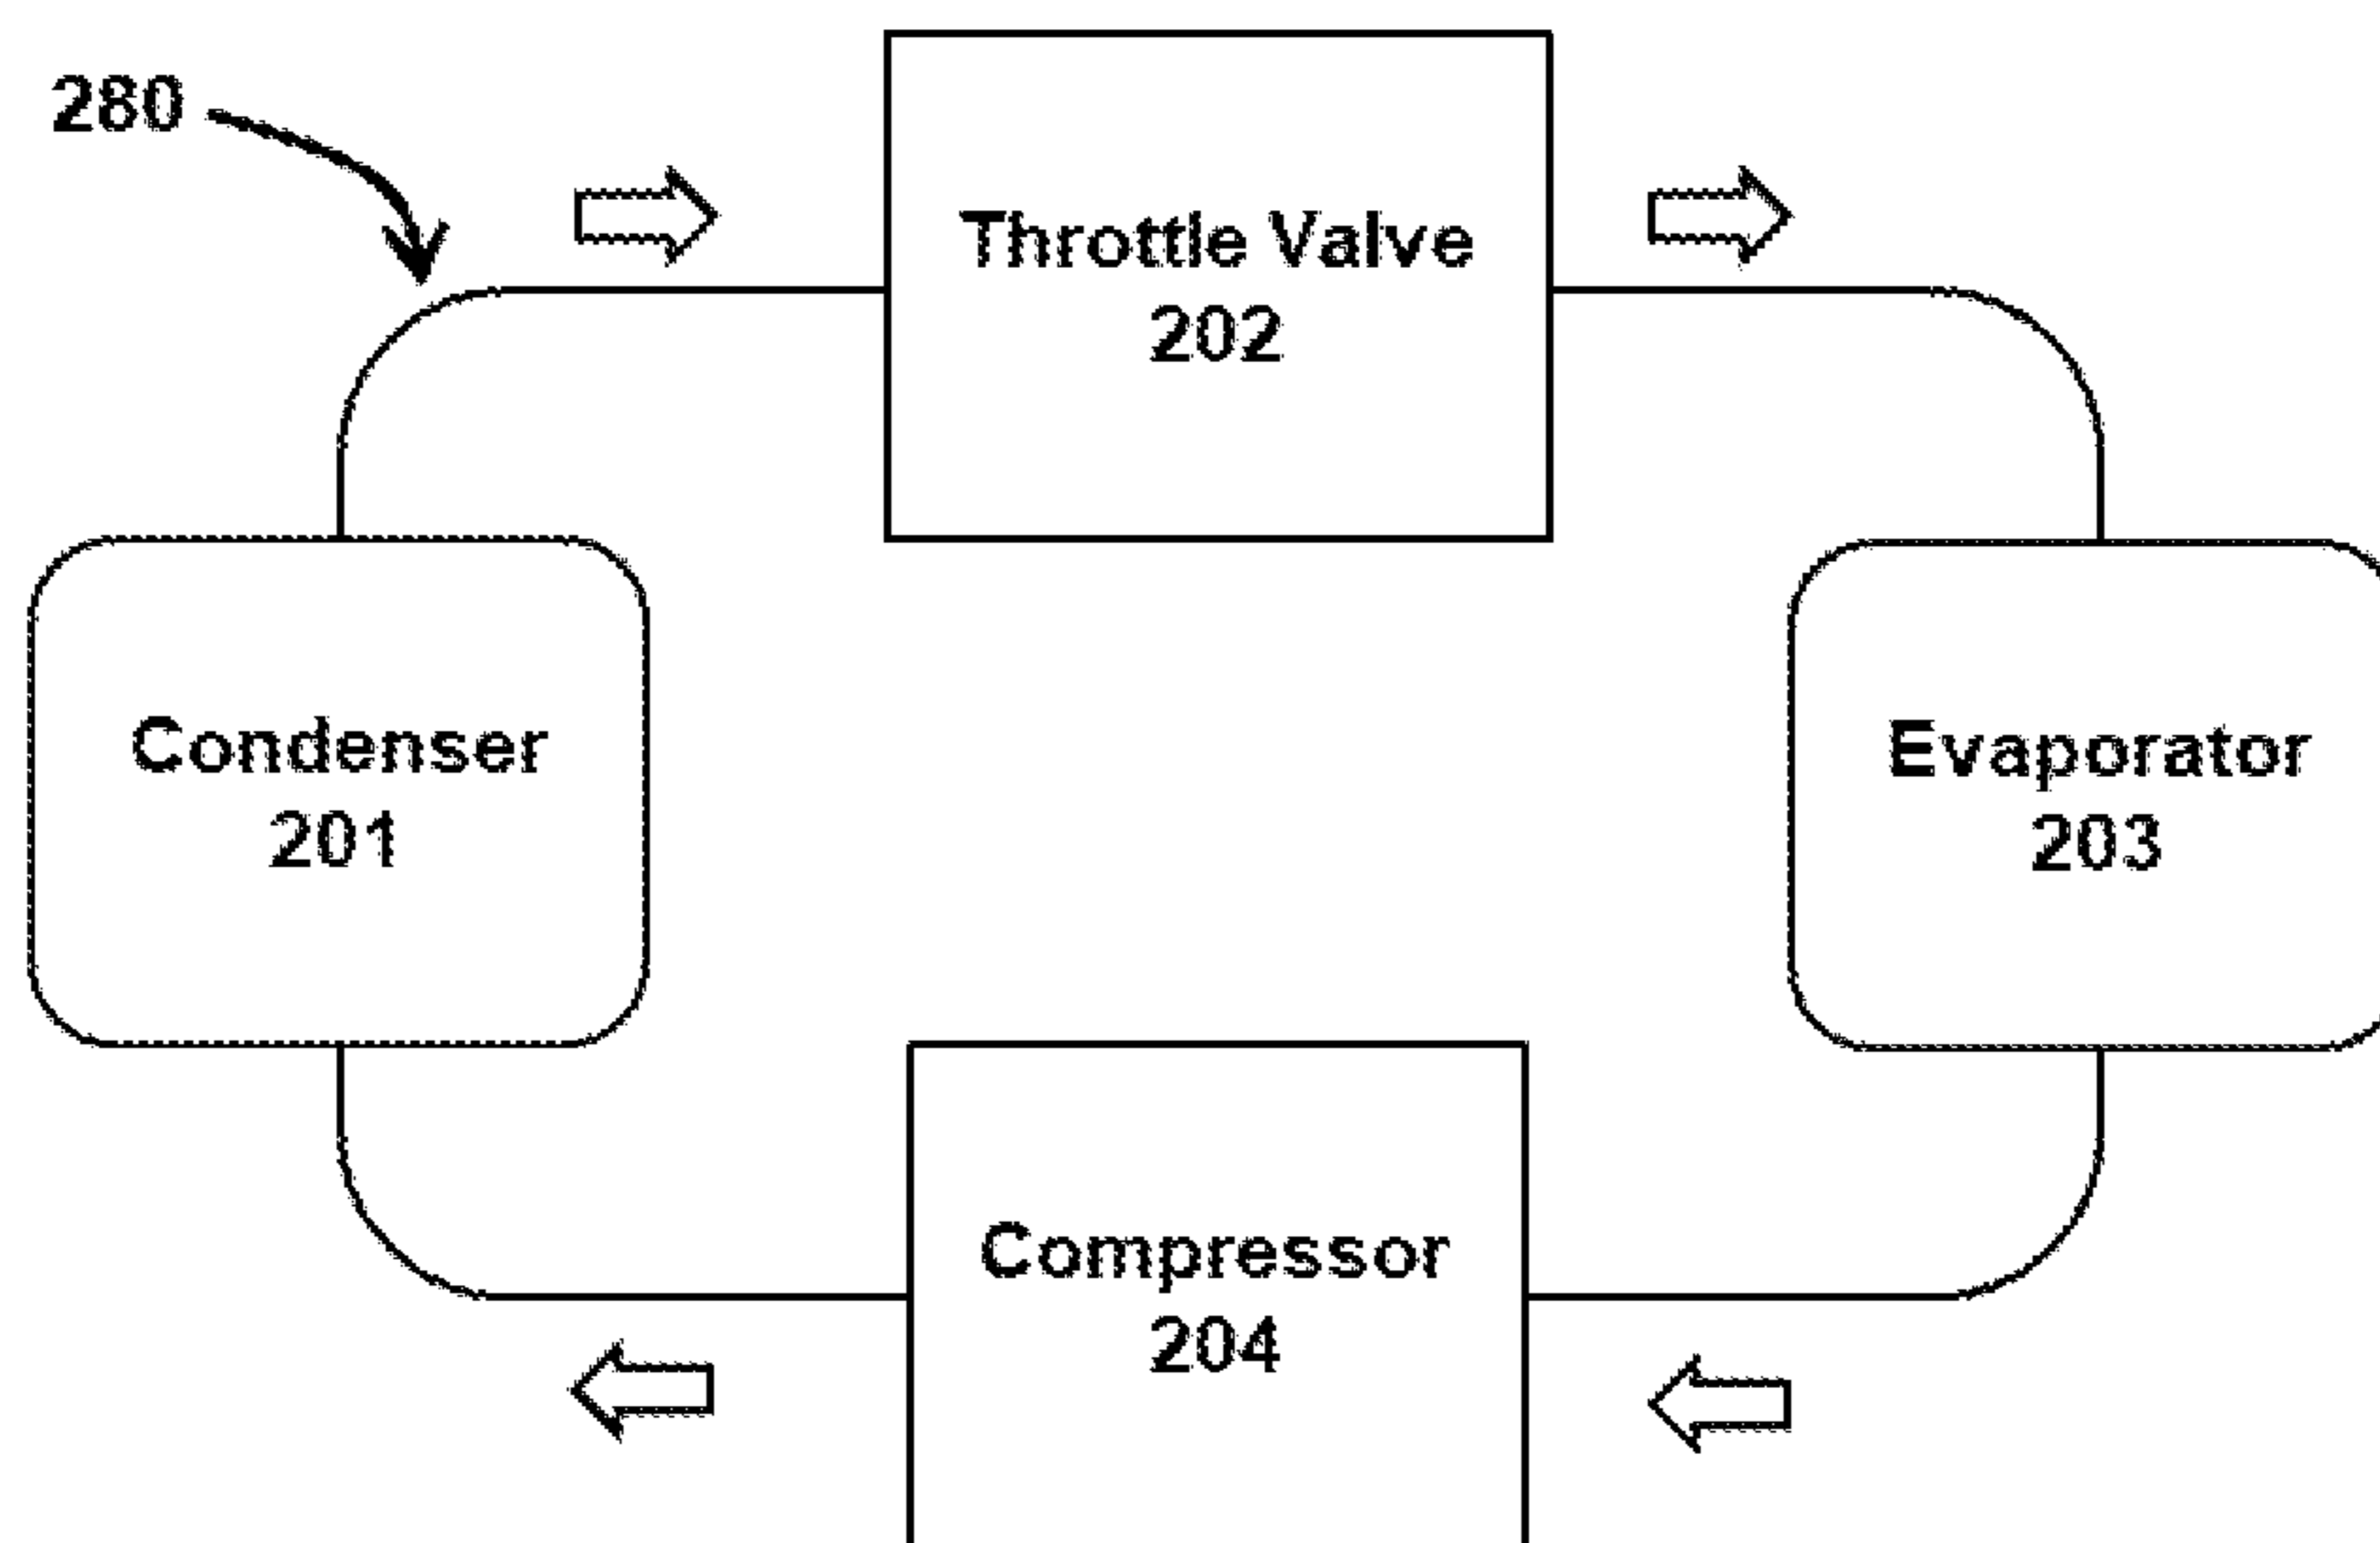 280
Throttle Valve
202
Condenser
201
Evaporator
203
Compressor
204